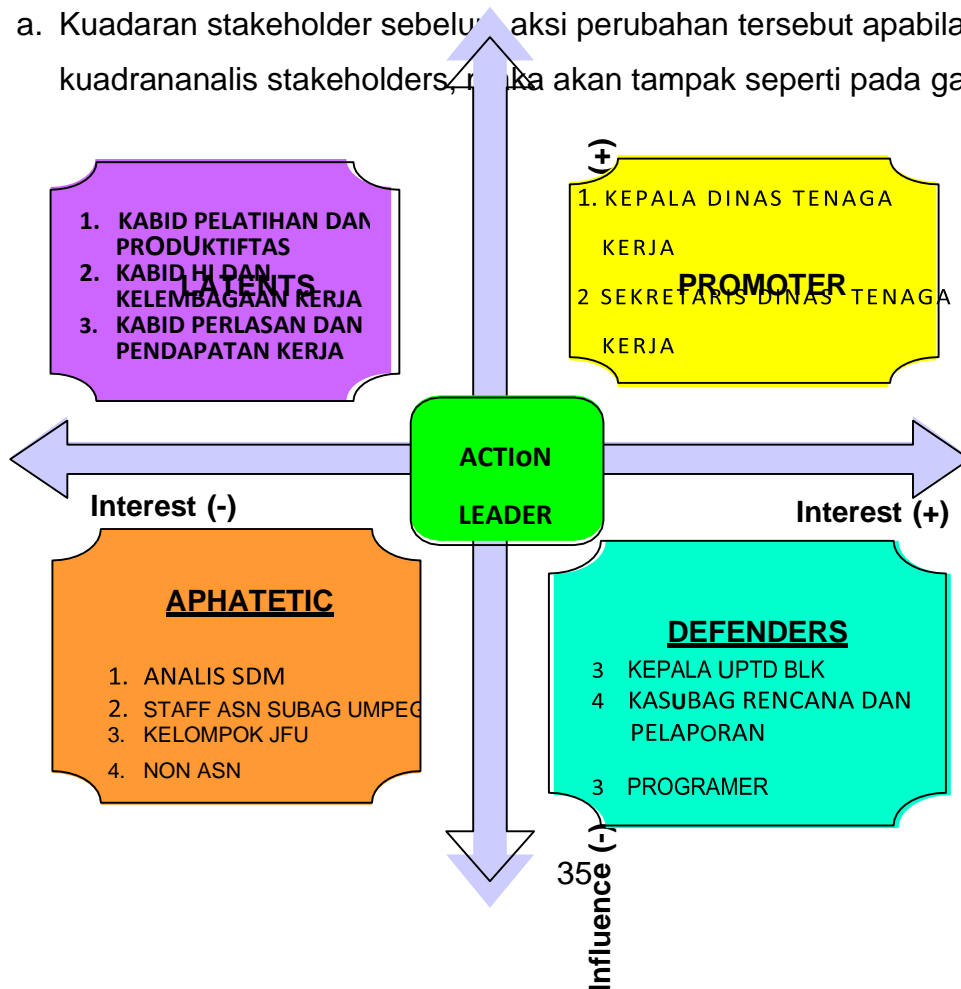 a. Kuadaran stakeholder sebelum aksi perubahan tersebut apabila
kuadrananalis stakeholders, maka akan tampak seperti pada ga
(+)
1. KABID PELATIHAN DAN
PRODUKTIFTAS
2. KABID HI DAN
KELEMBAGAAN KERJA
3. KABID PERLASAN DAN
PENDAPATAN KERJA
LATENTS
1. KEPALA DINAS TENAGA
KERJA
PROMOTER
2 SEKRETARIS DINAS TENAGA
KERJA
ACTIoN
LEADER
Interest (-)
Interest (+)
APHATETIC
1. ANALIS SDM
2. STAFF ASN SUBAG UMPEG
3. KELOMPOK JFU
4. NON ASN
DEFENDERS
3 KEPALA UPTD BLK
4 KASUBAG RENCANA DAN
PELAPORAN
3 PROGRAMER
35
Influence (-)